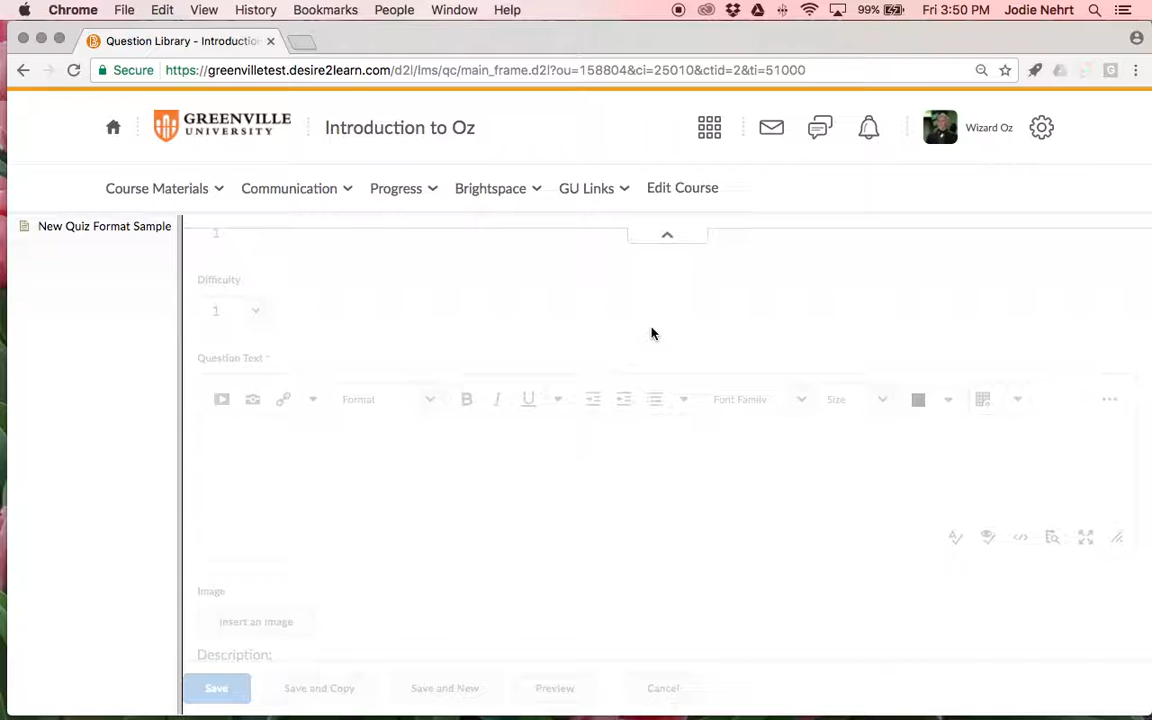 Chrome File Edit View History Bookmarks People Window Help 99% Fri 3:50 PM Jodie Nehrt
Question Library - Introduction
Secure https://greenvilletest.desire2learn.com/d2l/lms/qc/main_frame.d2l?ou=158804&ci=25010&ctid=2&ti=51000
GREENVILLE UNIVERSITY Introduction to Oz Wizard Oz
Course Materials Communication Progress Brightspace GU Links Edit Course
New Quiz Format Sample
1
Difficulty
1
Question Text *
Format B I U Font Family Size
Image
Insert an Image
Description:
Save Save and Copy Save and New Preview Cancel